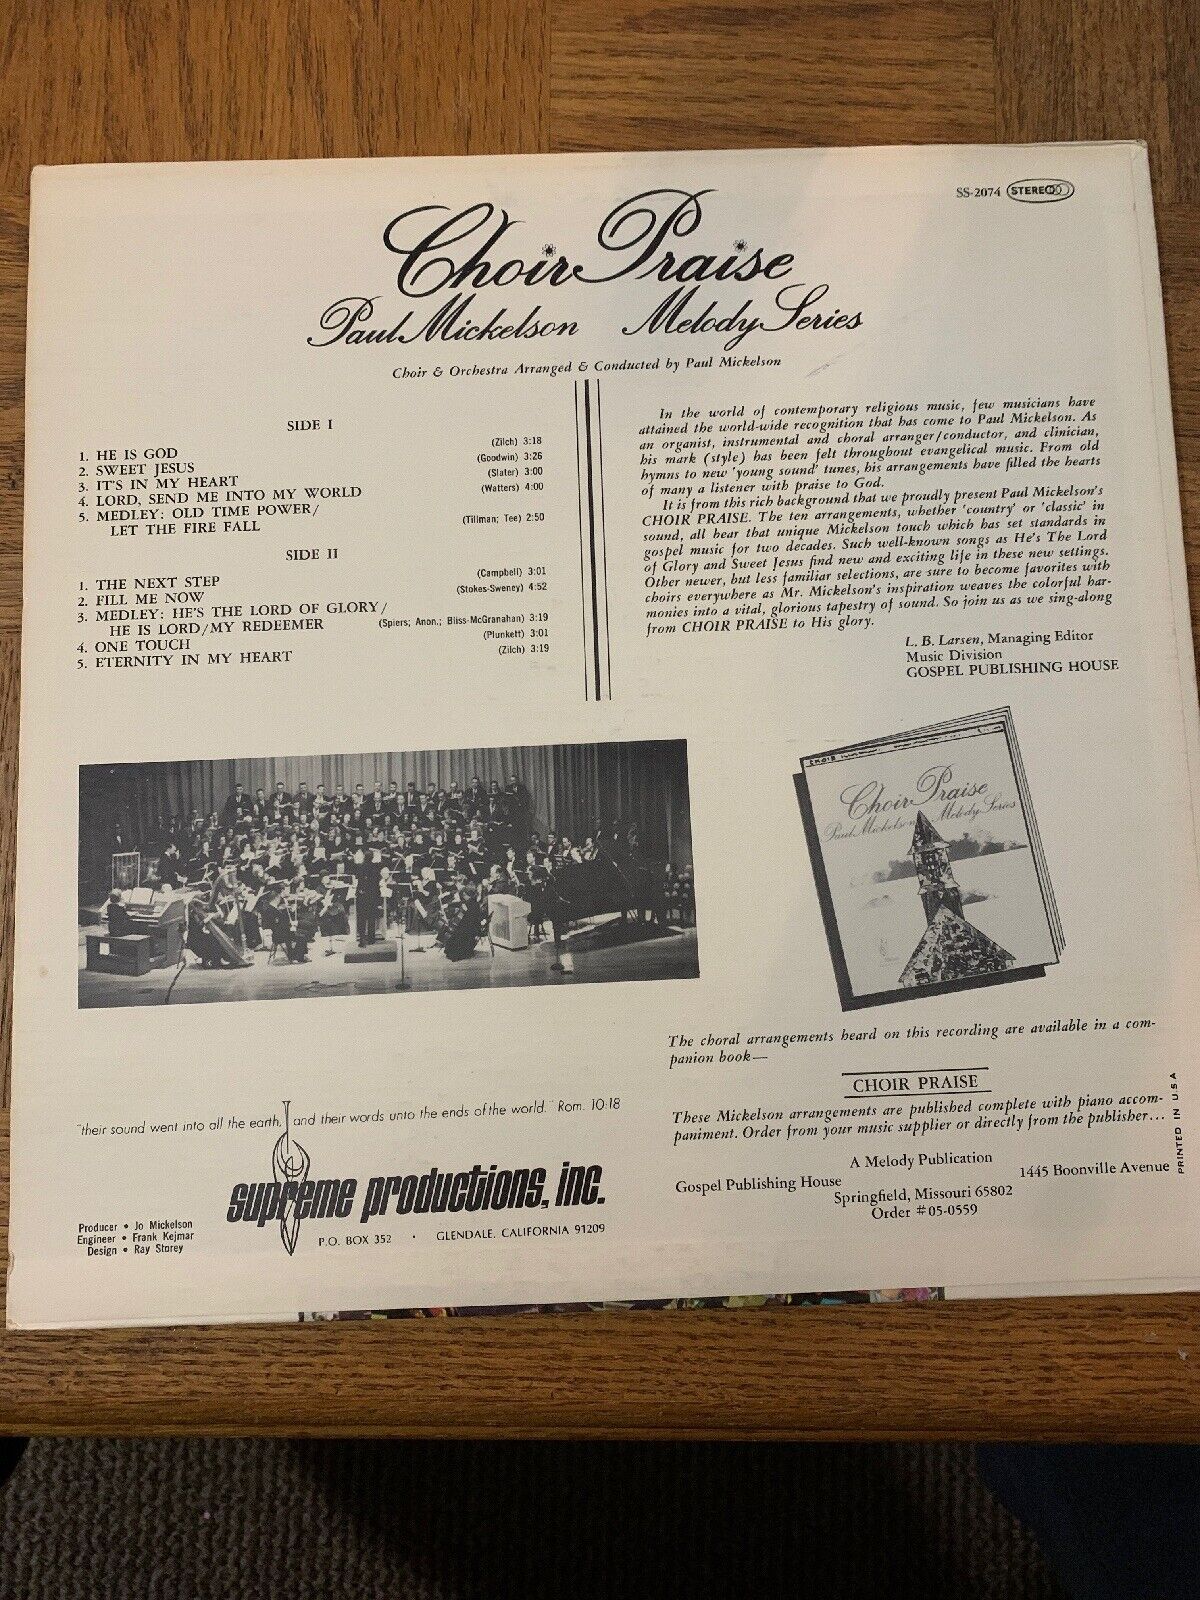 SS-2074 STEREO
Choir Praise
Paul Mickelson Melody Series
Choir & Orchestra Arranged & Conducted by Paul Mickelson
SIDE I
1. HE IS GOD (Zilch) 3:18
2. SWEET JESUS (Goodwin) 3:26
3. IT'S IN MY HEART (Slater) 3:00
4. LORD, SEND ME INTO MY WORLD (Watters) 4:00
5. MEDLEY: OLD TIME POWER/
LET THE FIRE FALL (Tillman; Tee) 2:50
SIDE II
1. THE NEXT STEP (Campbell) 3:01
2. FILL ME NOW (Stokes-Sweney) 4:52
3. MEDLEY: HE'S THE LORD OF GLORY/
HE IS LORD/MY REDEEMER (Spiers; Anon.; Bliss-McGranahan) 3:19
4. ONE TOUCH (Plunkett) 3:01
5. ETERNITY IN MY HEART (Zilch) 3:19
In the world of contemporary religious music, few musicians have
attained the world-wide recognition that has come to Paul Mickelson. As
an organist, instrumental and choral arranger/conductor, and clinician,
his mark (style) has been felt throughout evangelical music. From old
hymns to new 'young sound' tunes, his arrangements have filled the hearts
of many a listener with praise to God.
It is from this rich background that we proudly present Paul Mickelson's
CHOIR PRAISE. The ten arrangements, whether 'country' or 'classic' in
sound, all bear that unique Mickelson touch which has set standards in
gospel music for two decades. Such well-known songs as He's The Lord
of Glory and Sweet Jesus find new and exciting life in these new settings.
Other newer, but less familiar selections, are sure to become favorites with
choirs everywhere as Mr. Mickelson's inspiration weaves the colorful har-
monies into a vital, glorious tapestry of sound. So join us as we sing-along
from CHOIR PRAISE to His glory.
L. B. Larsen, Managing Editor
Music Division
GOSPEL PUBLISHING HOUSE
Choir Praise
Paul Mickelson Melody Series
The choral arrangements heard on this recording are available in a com-
panion book—
CHOIR PRAISE
These Mickelson arrangements are published complete with piano accom-
paniment. Order from your music supplier or directly from the publisher...
A Melody Publication
Gospel Publishing House 1445 Boonville Avenue
Springfield, Missouri 65802
Order #05-0559
PRINTED IN U.S.A
"their sound went into all the earth, and their words unto the ends of the world." Rom. 10:18
supreme productions, inc.
P.O. BOX 352 • GLENDALE, CALIFORNIA 91209
Producer • Jo Mickelson
Engineer • Frank Kejmar
Design • Ray Storey